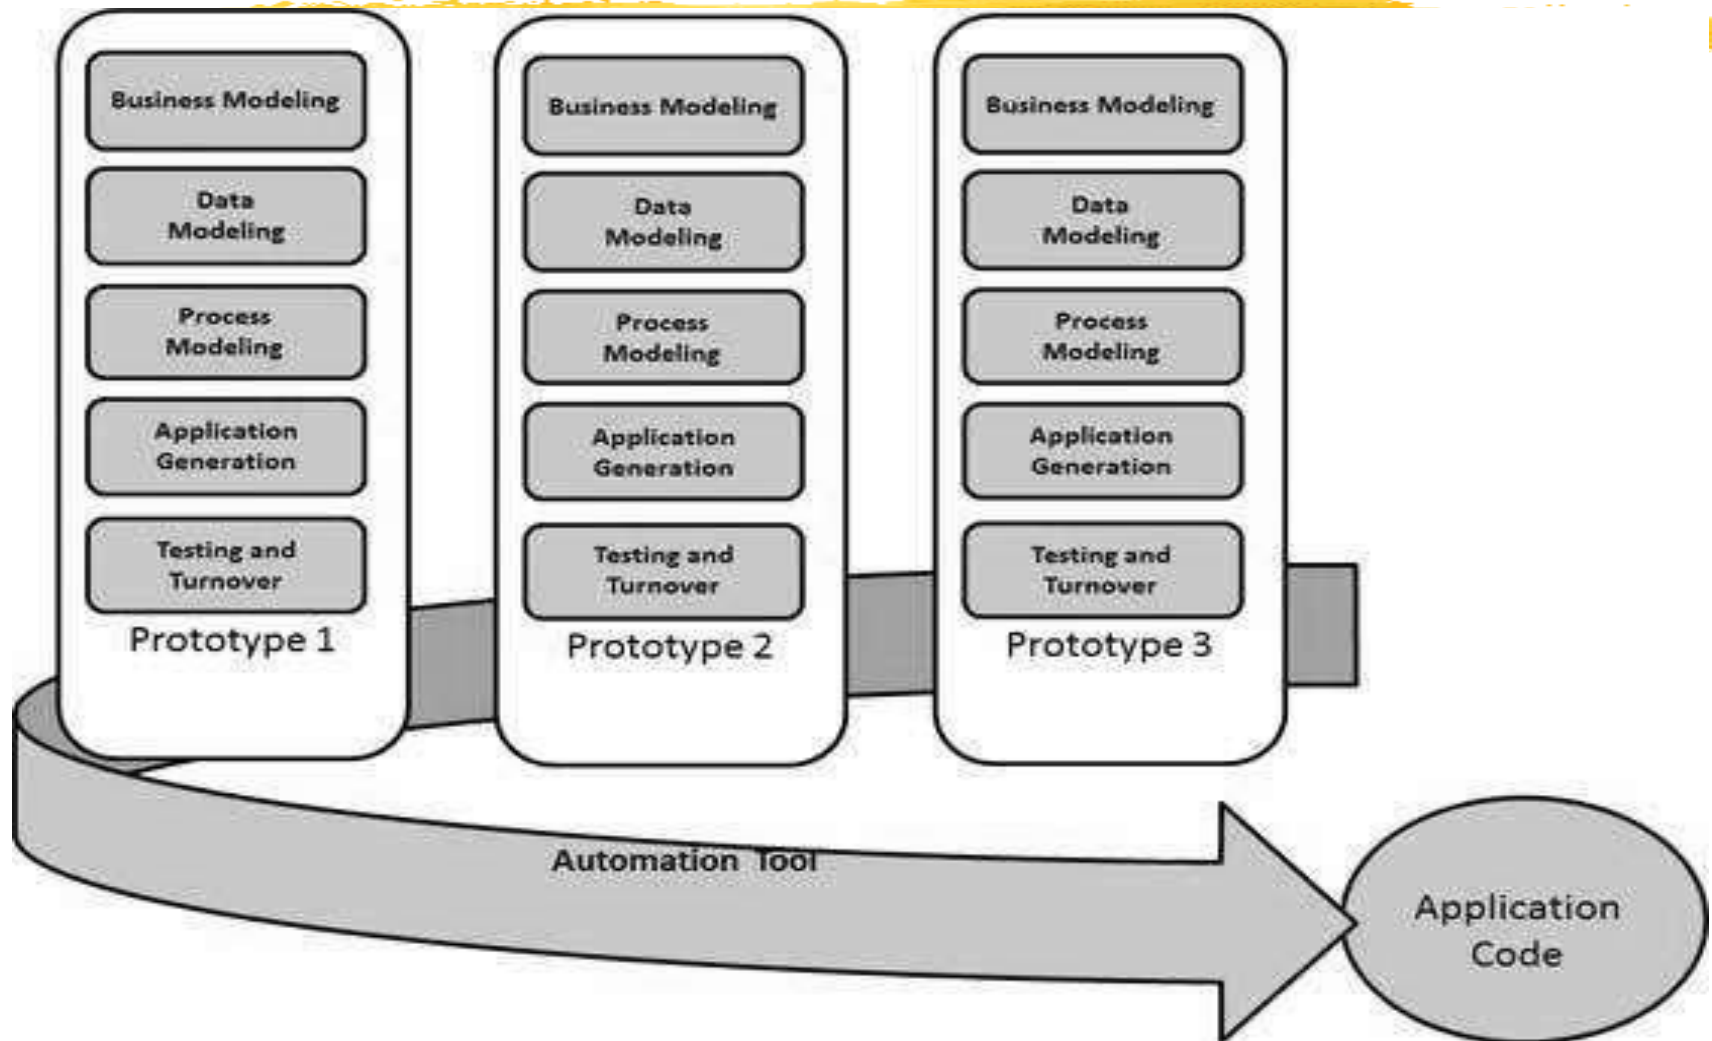 Business Modeling
Data
Modeling
Process
Modeling
Application
Generation
Testing and
Turnover
Prototype 1
Business Modeling
Data
Modeling
Process
Modeling
Application
Generation
Testing and
Turnover
Prototype 2
Business Modeling
Data
Modeling
Process
Modeling
Application
Generation
Testing and
Turnover
Prototype 3
Automation Tool
Application
Code